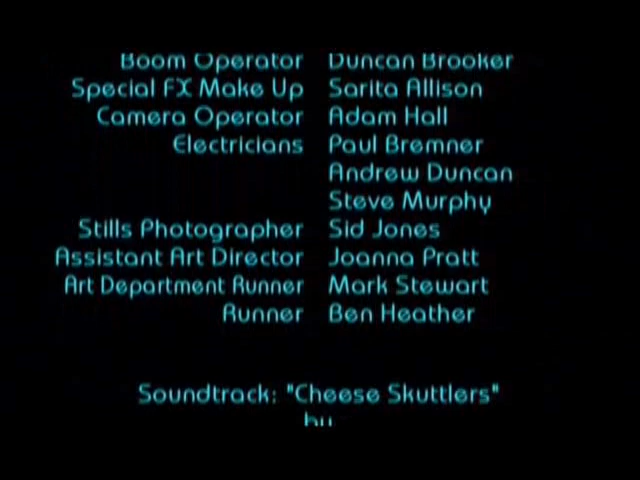 Boom Operator Duncan Brooker
Special FX Make Up Sarita Allison
Camera Operator Adam Hall
Electricians Paul Bremner
Andrew Duncan
Steve Murphy
Stills Photographer Sid Jones
Assistant Art Director Joanna Pratt
Art Department Runner Mark Stewart
Runner Ben Heather
Soundtrack: "Cheese Skuttlers"
by